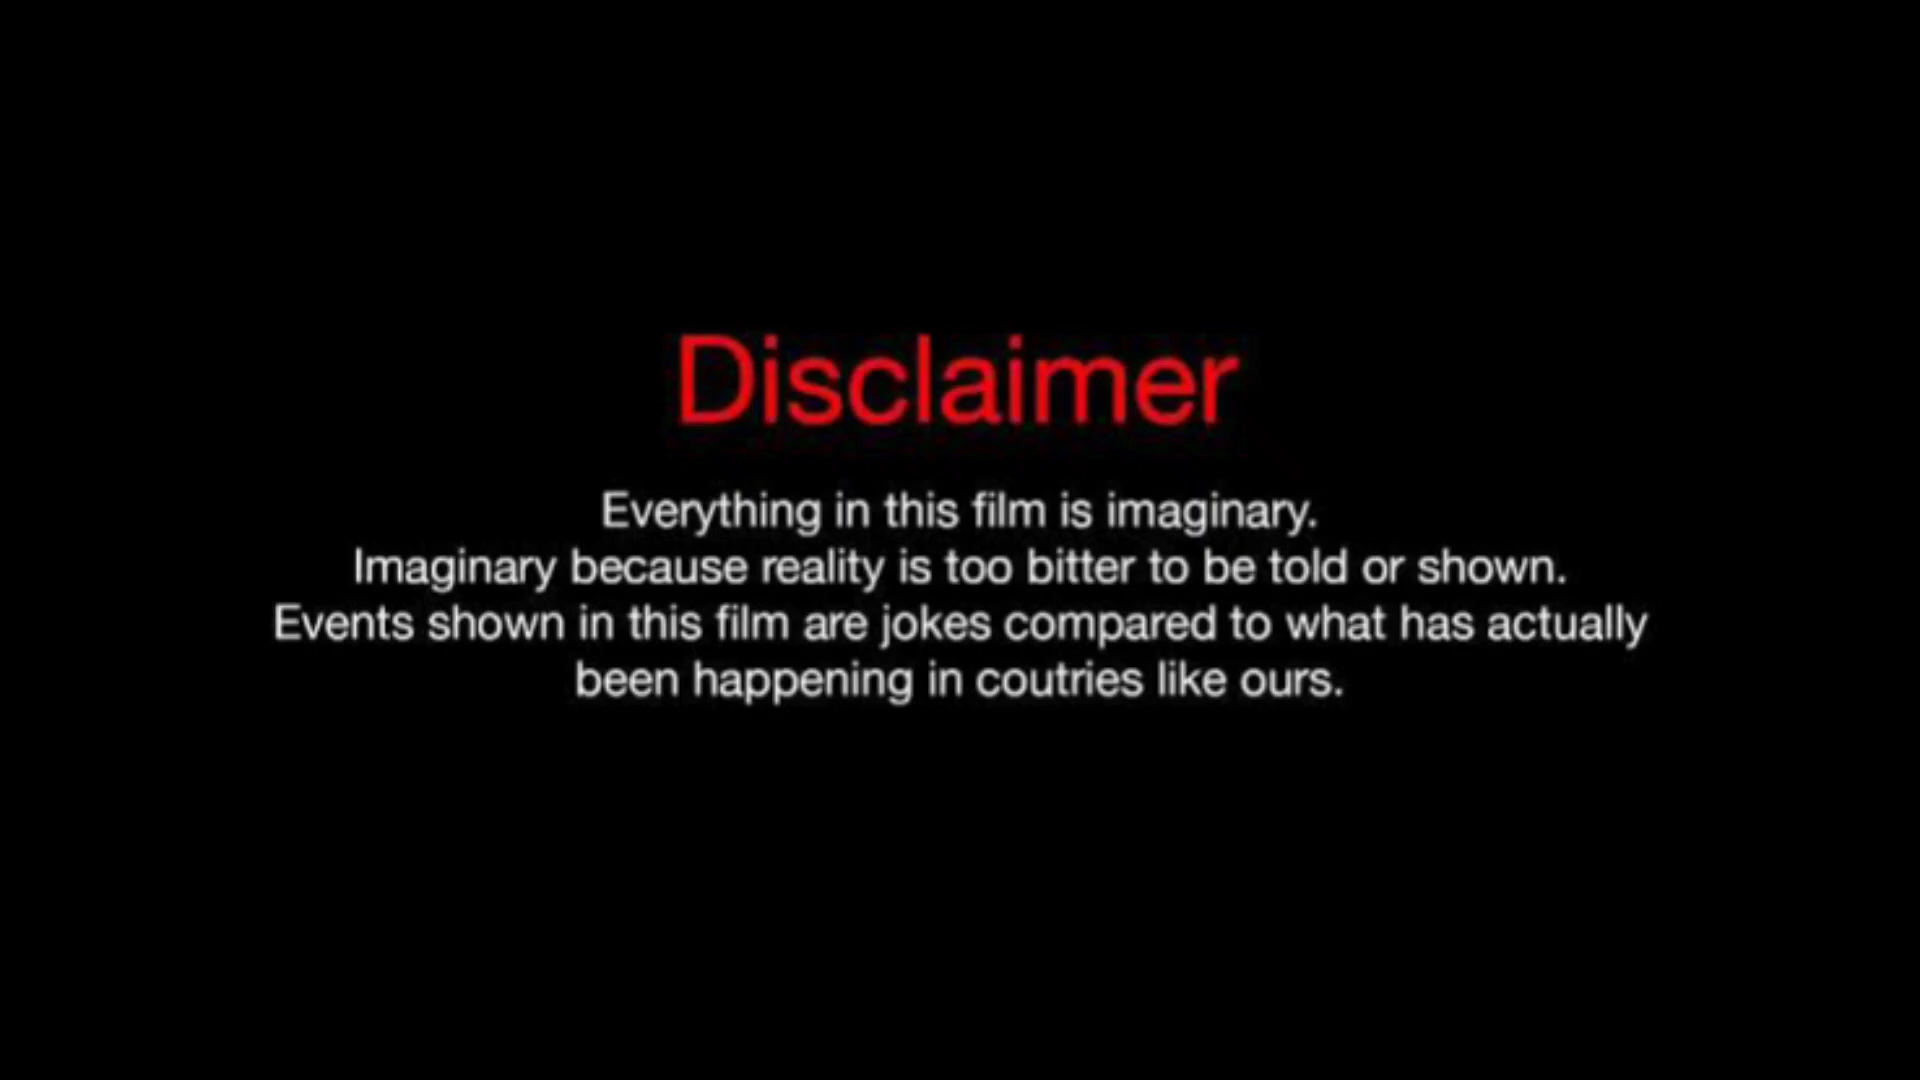 Disclaimer
Everything in this film is imaginary.
Imaginary because reality is too bitter to be told or shown.
Events shown in this film are jokes compared to what has actually
been happening in coutries like ours.